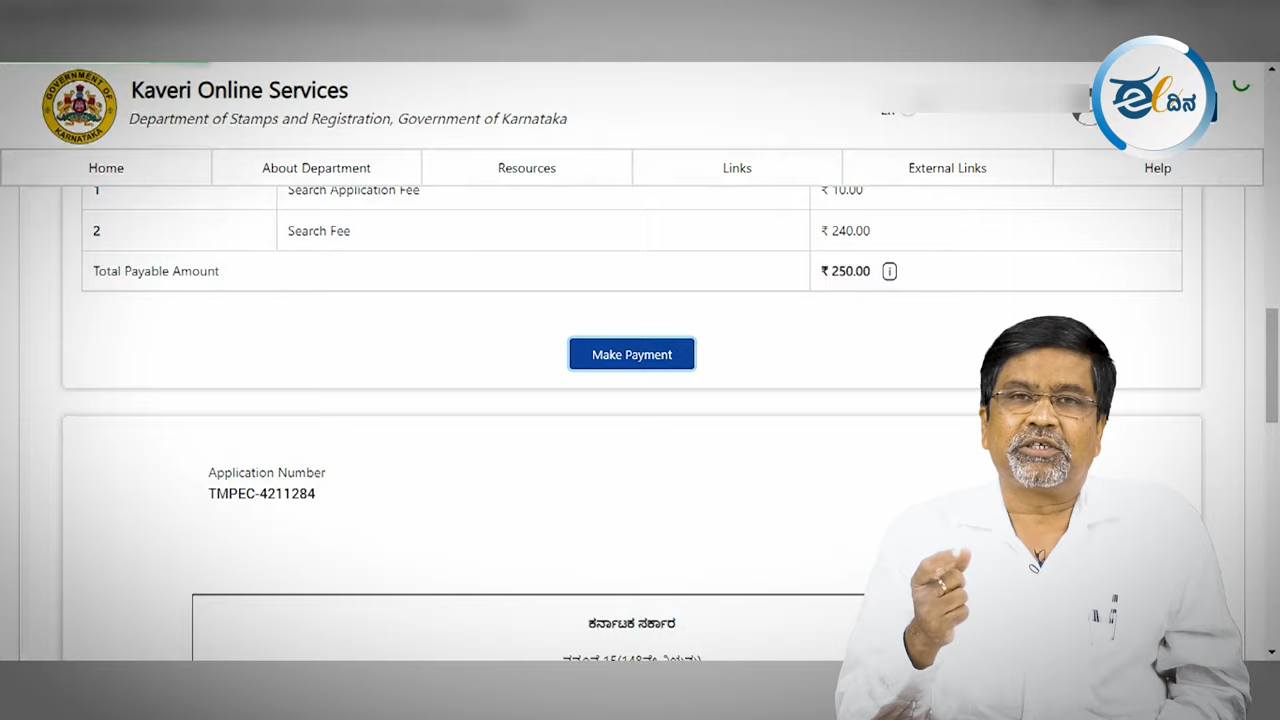 Kaveri Online Services
Department of Stamps and Registration, Government of Karnataka
ದಿನ
Home About Department Resources Links External Links Help
1 Search Application Fee ₹ 10.00
2 Search Fee ₹ 240.00
Total Payable Amount ₹ 250.00
Make Payment
Application Number
TMPEC-4211284
ಕರ್ನಾಟಕ ಸರ್ಕಾರ